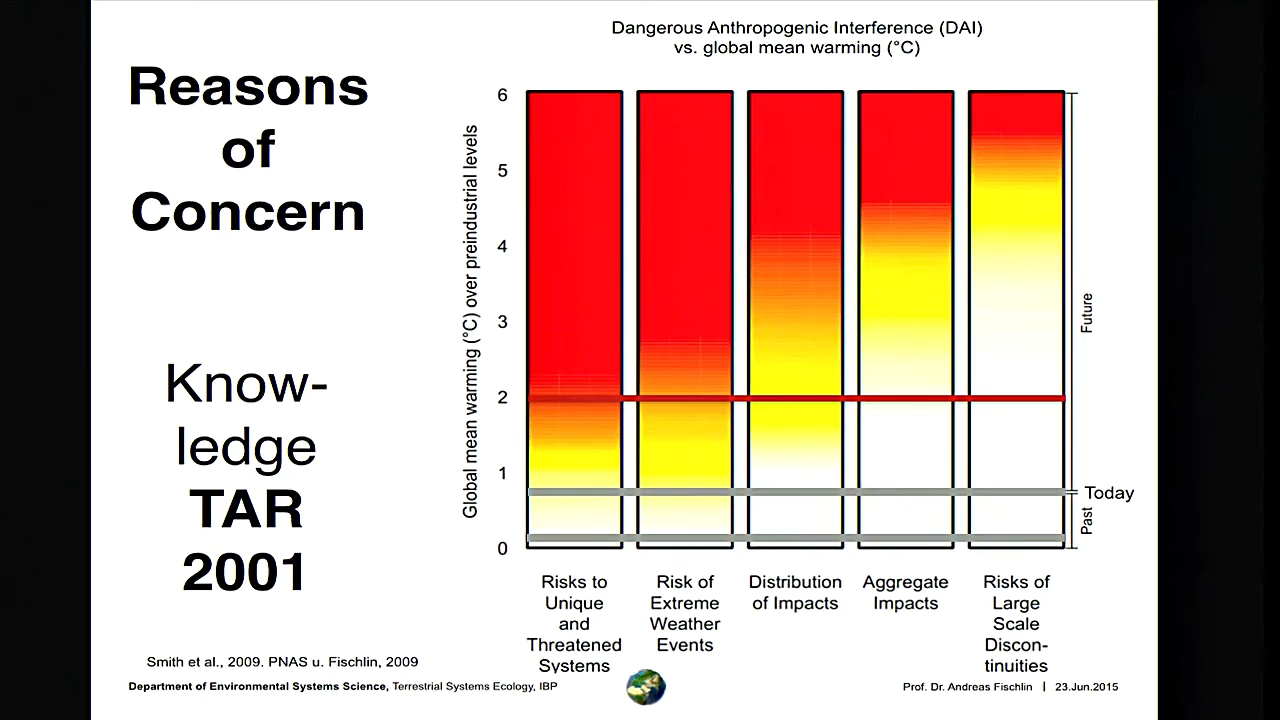 Dangerous Anthropogenic Interference (DAI)
vs. global mean warming (°C)
Reasons
of
Concern
Know-
ledge
TAR
2001
Global mean warming (°C) over preindustrial levels
6
5
4
3
2
1
0
Future
Today
Past
Risks to
Unique
and
Threatened
Systems
Risk of
Extreme
Weather
Events
Distribution
of Impacts
Aggregate
Impacts
Risks of
Large
Scale
Discon-
tinuities
Smith et al., 2009. PNAS u. Fischlin, 2009
Department of Environmental Systems Science, Terrestrial Systems Ecology, IBP
Prof. Dr. Andreas Fischlin | 23.Jun.2015